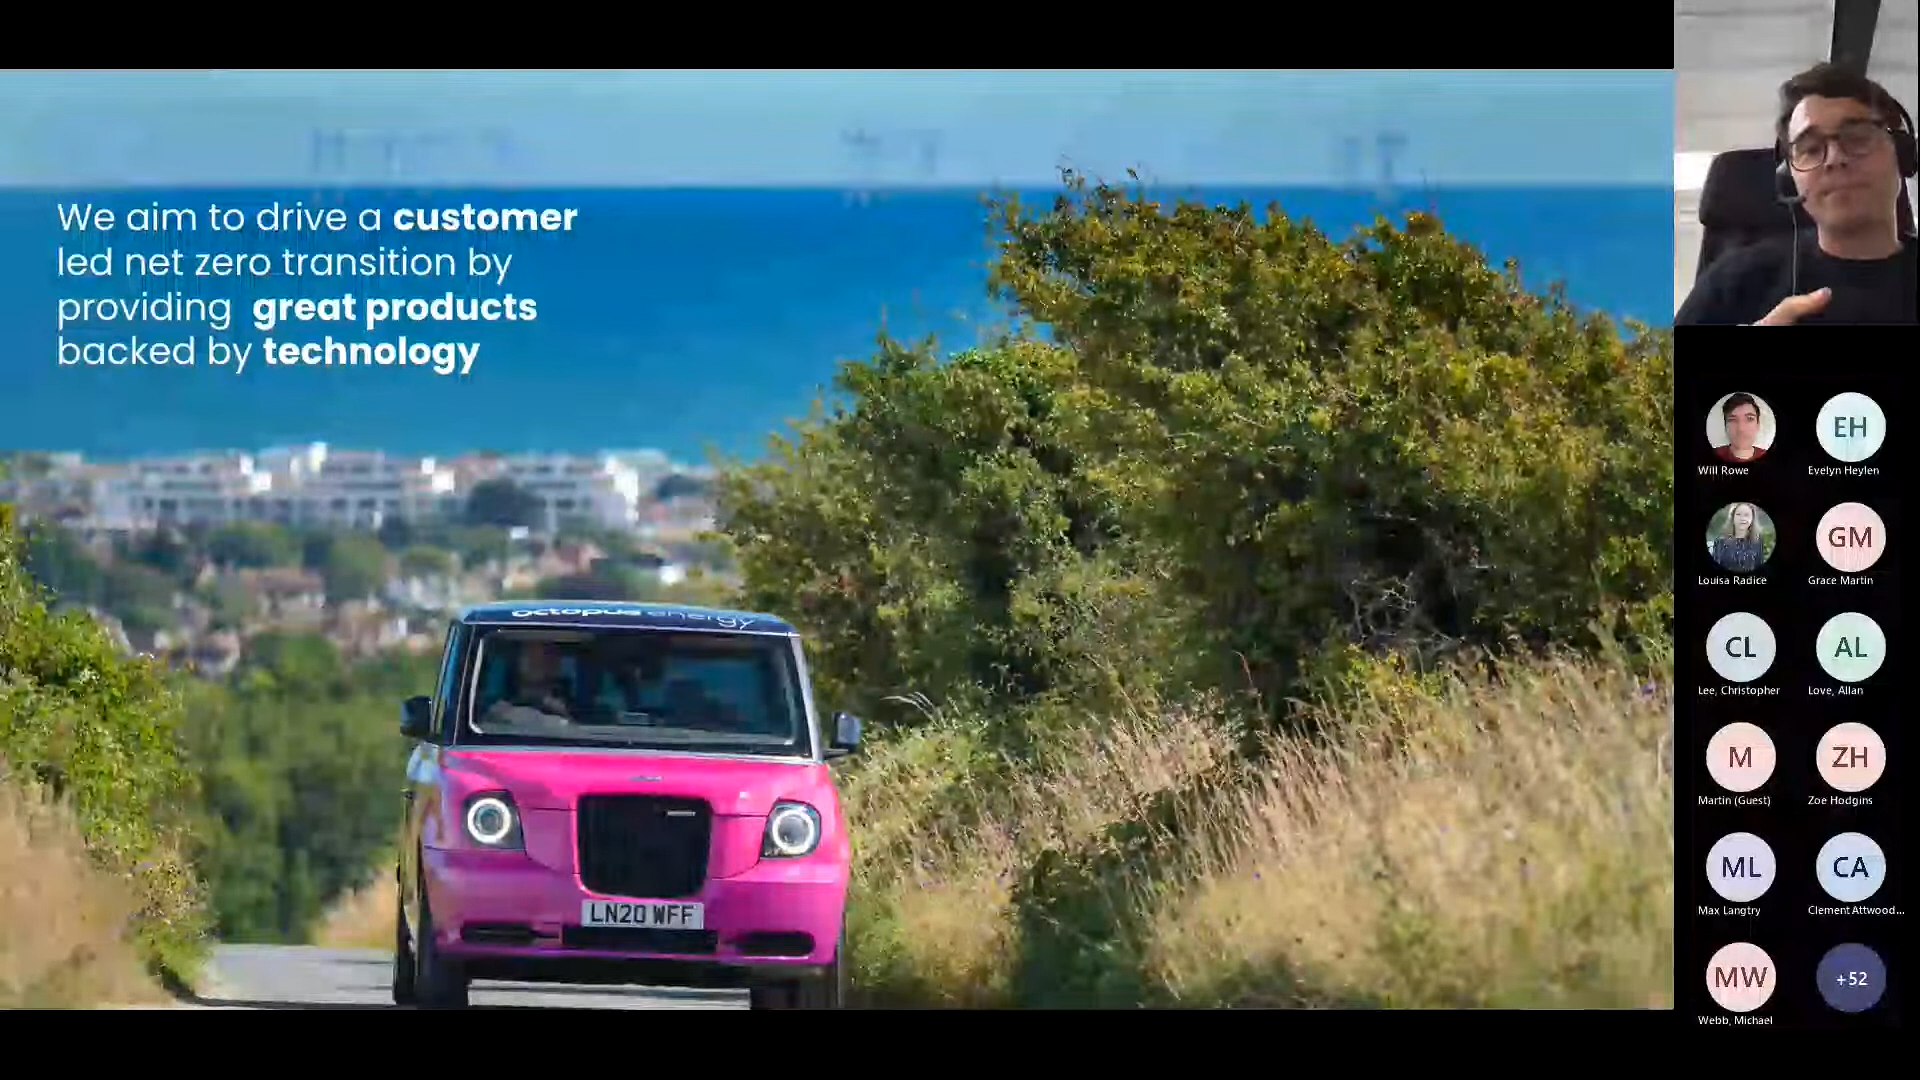 We aim to drive a customer
led net zero transition by
providing great products
backed by technology
octopus energy
LN20 WFF
Will Rowe
EH
Evelyn Heylen
Louisa Radice
GM
Grace Martin
CL
Lee, Christopher
AL
Love, Allan
M
Martin (Guest)
ZH
Zoe Hodgins
ML
Max Langtry
CA
Clement Attwood...
MW
Webb, Michael
+52